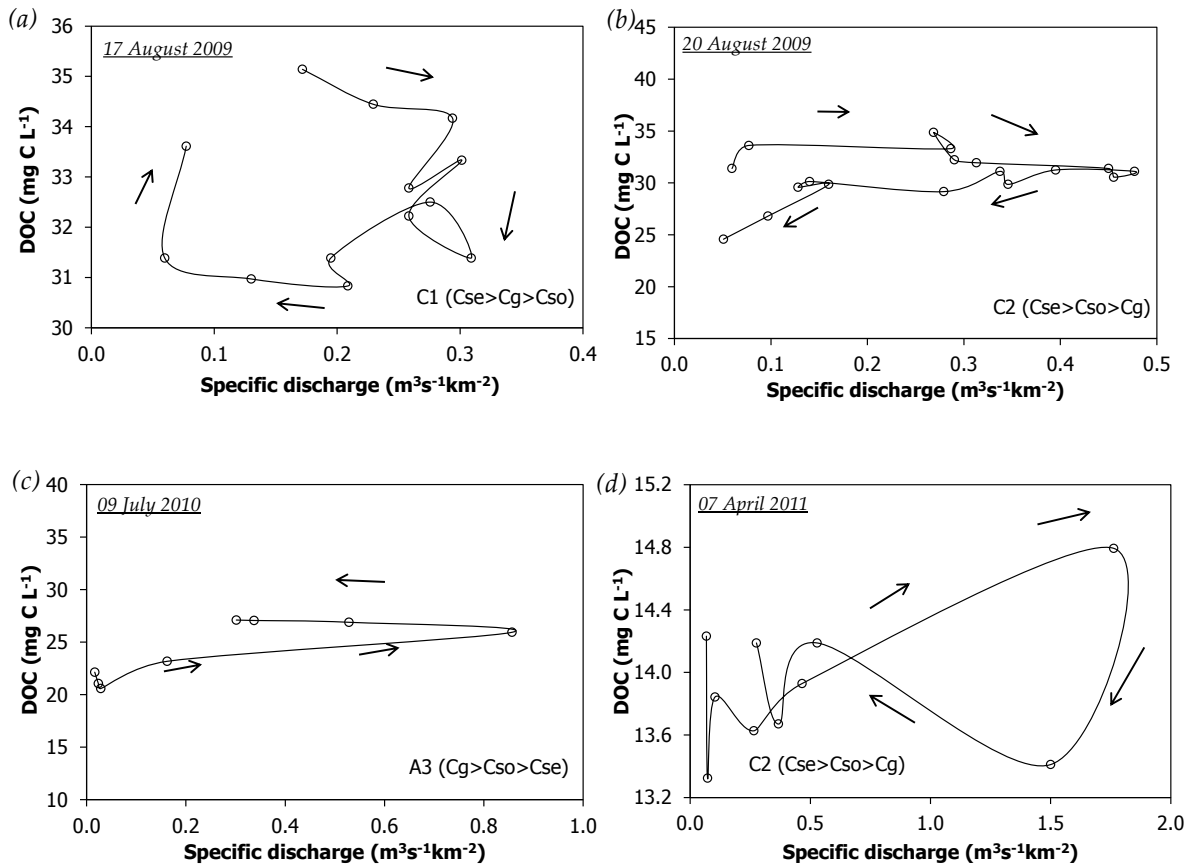 (a)
36
35
34
33
32
31
30
DOC (mg C L⁻¹)
17 August 2009
C1 (Cse>Cg>Cso)
0.0 0.1 0.2 0.3 0.4
Specific discharge (m³s⁻¹km⁻²)
(b)
45
40
35
30
25
20
15
DOC (mg C L⁻¹)
20 August 2009
C2 (Cse>Cso>Cg)
0.0 0.1 0.2 0.3 0.4 0.5
Specific discharge (m³s⁻¹km⁻²)
(c)
40
35
30
25
20
15
10
DOC (mg C L⁻¹)
09 July 2010
A3 (Cg>Cso>Cse)
0.0 0.2 0.4 0.6 0.8 1.0
Specific discharge (m³s⁻¹km⁻²)
(d)
15.2
14.8
14.4
14.0
13.6
13.2
DOC (mg C L⁻¹)
07 April 2011
C2 (Cse>Cso>Cg)
0.0 0.5 1.0 1.5 2.0
Specific discharge (m³s⁻¹km⁻²)